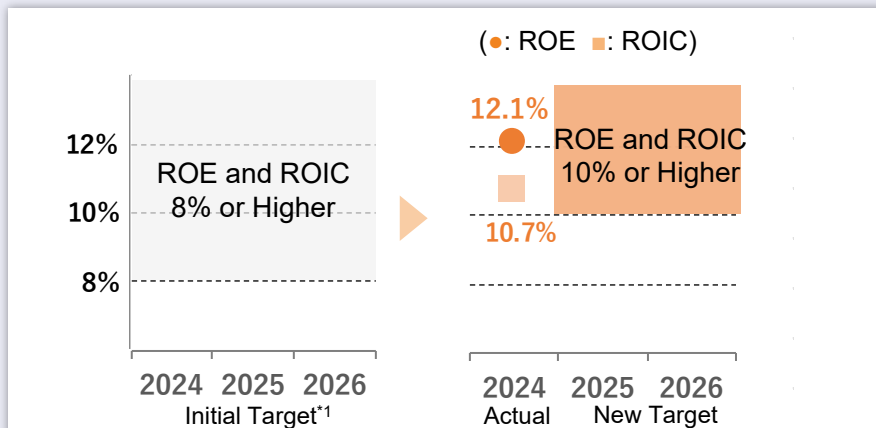 (●: ROE ■: ROIC)
12%
10%
8%
ROE and ROIC
8% or Higher
2024 2025 2026
Initial Target*1
12.1%
10.7%
ROE and ROIC
10% or Higher
2024 2025 2026
Actual New Target